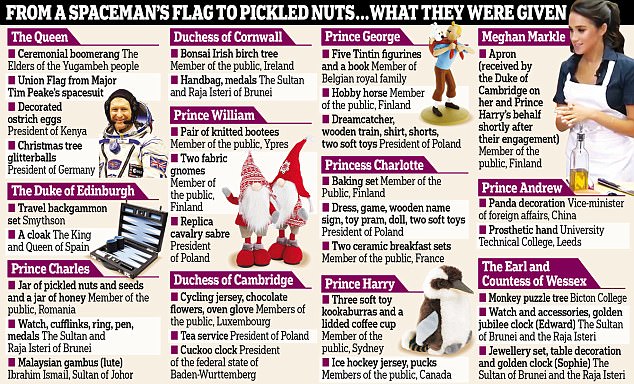 FROM A SPACEMAN'S FLAG TO PICKLED NUTS...WHAT THEY WERE GIVEN
The Queen
■ Ceremonial boomerang The
Elders of the Yugambeh people
■ Union Flag from Major
Tim Peake's spacesuit
■ Decorated
ostrich eggs
President of Kenya
■ Christmas tree
glitterballs
President of Germany
The Duke of Edinburgh
■ Travel backgammon
set Smythson
■ A cloak The King
and Queen of Spain
Prince Charles
■ Jar of pickled nuts and seeds
and a jar of honey Member of the
public, Romania
■ Watch, cufflinks, ring, pen,
medals The Sultan and
Raja Isteri of Brunei
■ Malaysian gambus (lute)
Ibrahim Ismail, Sultan of Johor
Duchess of Cornwall
■ Bonsai Irish birch tree
Member of the public, Ireland
■ Handbag, medals The Sultan
and Raja Isteri of Brunei
Prince William
■ Pair of knitted bootees
Member of the public, Ypres
■ Two fabric
gnomes
Member of
the public,
Finland
■ Replica
cavalry sabre
President
of Poland
Duchess of Cambridge
■ Cycling jersey, chocolate
flowers, oven glove Members of
the public, Luxembourg
■ Tea service President of Poland
■ Cuckoo clock President of
the federal state of
Baden-Wurttemberg
Prince George
■ Five Tintin figurines
and a book Member of
Belgian royal family
■ Hobby horse Member
of the public, Finland
■ Dreamcatcher,
wooden train, shirt, shorts,
two soft toys President of Poland
Princess Charlotte
■ Baking set Member of the
Public, Finland
■ Dress, game, wooden name
sign, toy pram, doll, two soft toys
President of Poland
■ Two ceramic breakfast sets
Member of the public, France
Prince Harry
■ Three soft toy
kookaburras and a
lidded coffee cup
Member of the
public, Sydney
■ Ice hockey jersey, pucks
Members of the public, Canada
Meghan Markle
■ Apron
(received by
the Duke of
Cambridge on
her and Prince
Harry's behalf
shortly after
their engagement)
Member of the
public, Finland
Prince Andrew
■ Panda decoration Vice-minister
of foreign affairs, China
■ Prosthetic hand University
Technical College, Leeds
The Earl and
Countess of Wessex
■ Monkey puzzle tree Bicton College
■ Watch and accessories, golden
jubilee clock (Edward) The Sultan
of Brunei and the Raja Isteri
■ Jewellery set, table decoration
and golden clock (Sophie) The
Sultan of Brunei and the Raja Isteri